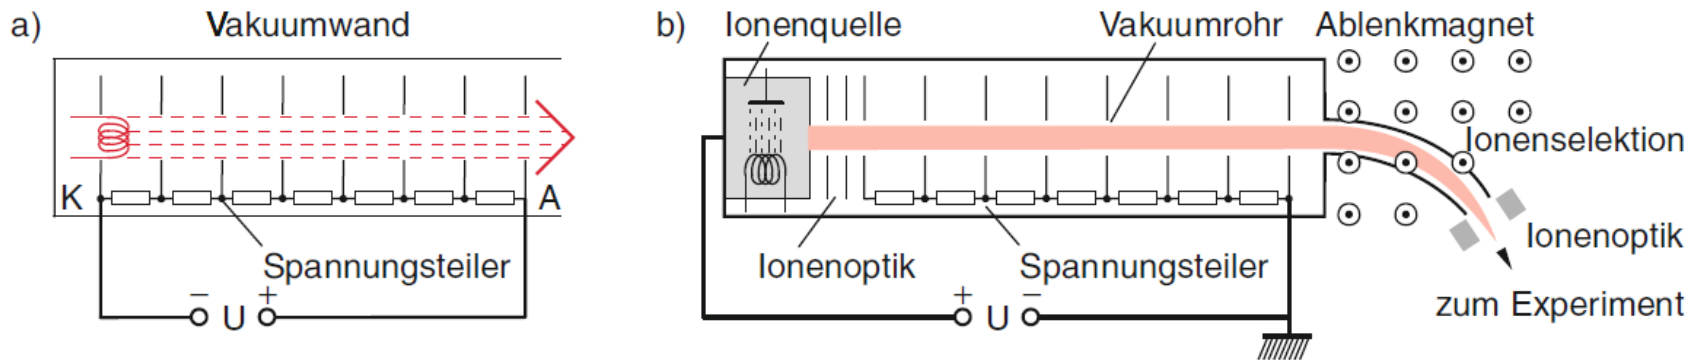 a)
Vakuumwand
K
A
Spannungsteiler
− U +
b)
Ionenquelle
Vakuumrohr
Ablenkmagnet
Ionenselektion
Ionenoptik
Spannungsteiler
Ionenoptik
+ U −
zum Experiment